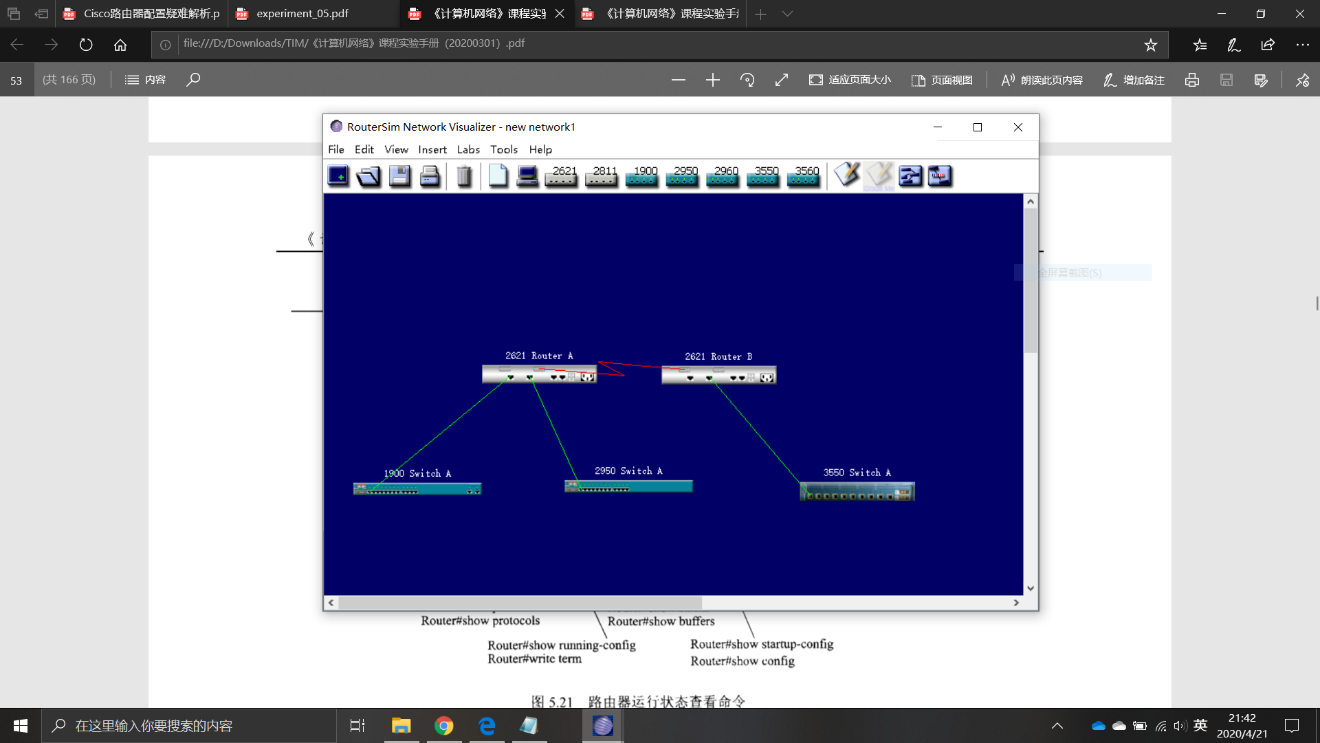 Cisco路由器配置疑难解析.p
experiment_05.pdf
《计算机网络》课程实验
《计算机网络》课程实验手
file:///D:/Downloads/TIM/《计算机网络》课程实验手册（20200301）.pdf
53
(共 166 页)
内容
适应页面大小
页面视图
朗读此页内容
增加备注
RouterSim Network Visualizer - new network1
File Edit View Insert Labs Tools Help
2621 2811 1900 2950 2960 3550 3560
《
全屏幕截图(S)
2621 Router A
2621 Router B
1900 Switch A
2950 Switch A
3550 Switch A
Router#show protocols
Router#show buffers
Router#show running-config
Router#show startup-config
Router#write term
Router#show config
图 5.21 路由器运行状态查看命令
在这里输入你要搜索的内容
英
21:42
2020/4/21